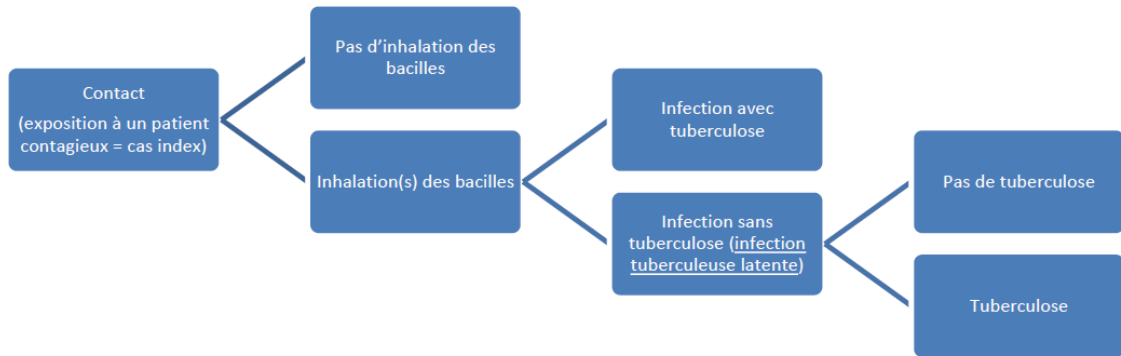 Contact
(exposition à un patient
contagieux = cas index)
Pas d’inhalation des
bacilles
Inhalation(s) des bacilles
Infection avec
tuberculose
Infection sans
tuberculose (infection
tuberculeuse latente)
Pas de tuberculose
Tuberculose